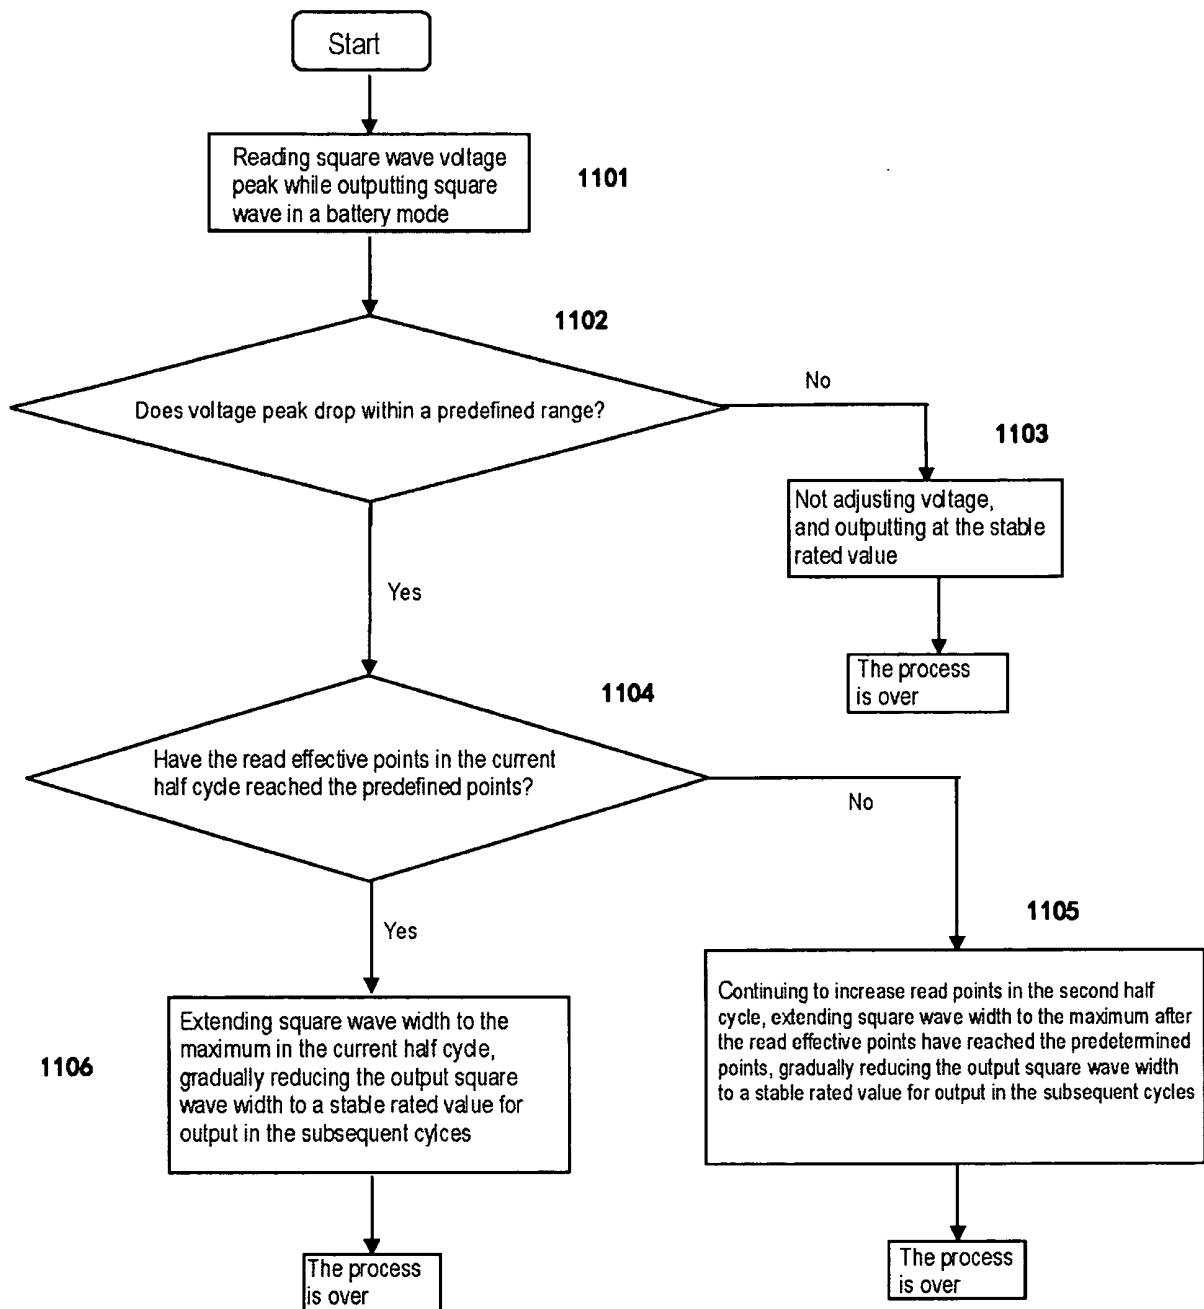 Start
Reading square wave voltage
peak while outputting square
wave in a battery mode
1101
1102
Does voltage peak drop within a predefined range?
No
1103
Not adjusting voltage,
and outputting at the stable
rated value
Yes
The process
is over
1104
Have the read effective points in the current
half cycle reached the predefined points?
No
Yes
1105
Continuing to increase read points in the second half
cycle, extending square wave width to the maximum after
the read effective points have reached the predetermined
points, gradually reducing the output square wave width
to a stable rated value for output in the subsequent cycles
1106
Extending square wave width to the
maximum in the current half cycle,
gradually reducing the output square
wave width to a stable rated value for
output in the subsequent cylces
The process
is over
The process
is over